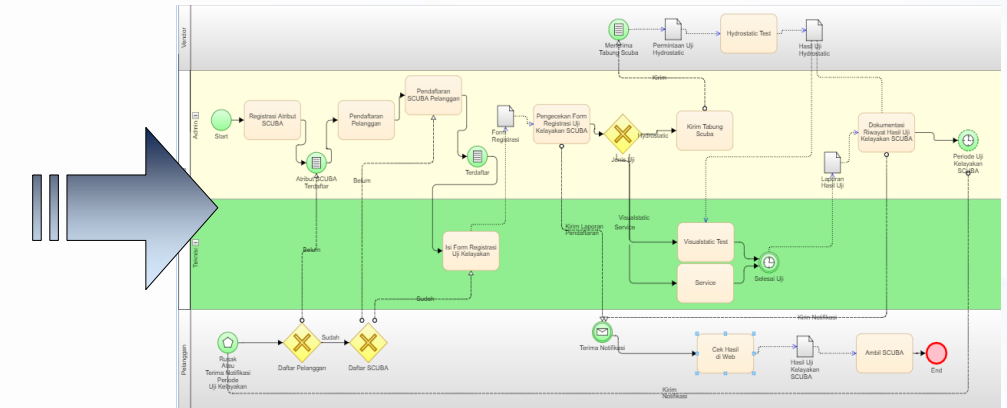 Vendor
Menerima
Tabung Scuba
Permintaan Uji
Hydrostatic
Hydrostatic Test
Hasil Uji
Hydrostatic
Kirim
Admin
Start
Registrasi Atribut
SCUBA
Atribut SCUBA
Terdaftar
Pendaftaran
Pelanggan
Pendaftaran
SCUBA Pelanggan
Terdaftar
Form
Registrasi
Pengecekan Form
Registrasi Uji
Kelayakan SCUBA
Jenis Uji
Hydrostatic
Kirim Tabung
Scuba
Laporan
Hasil Uji
Dokumentasi
Riwayat Hasil Uji
Kelayakan SCUBA
Periode Uji
Kelayakan
SCUBA
Belum
Teknisi
Belum
Isi Form Registrasi
Uji Kelayakan
Sudah
Kirim Laporan
Pendaftaran
Visualstatic
Service
Visualstatic Test
Service
Selesai Uji
Kirin Notifikasi
Pelanggan
Rusak
Atau
Terima Notifikasi
Periode
Uji Kelayakan
Daftar Pelanggan
Sudah
Daftar SCUBA
Terima Notifikasi
Cek Hasil
di Web
Hasil Uji
Kelayakan
SCUBA
Ambil SCUBA
End
Kirim
Notifikasi